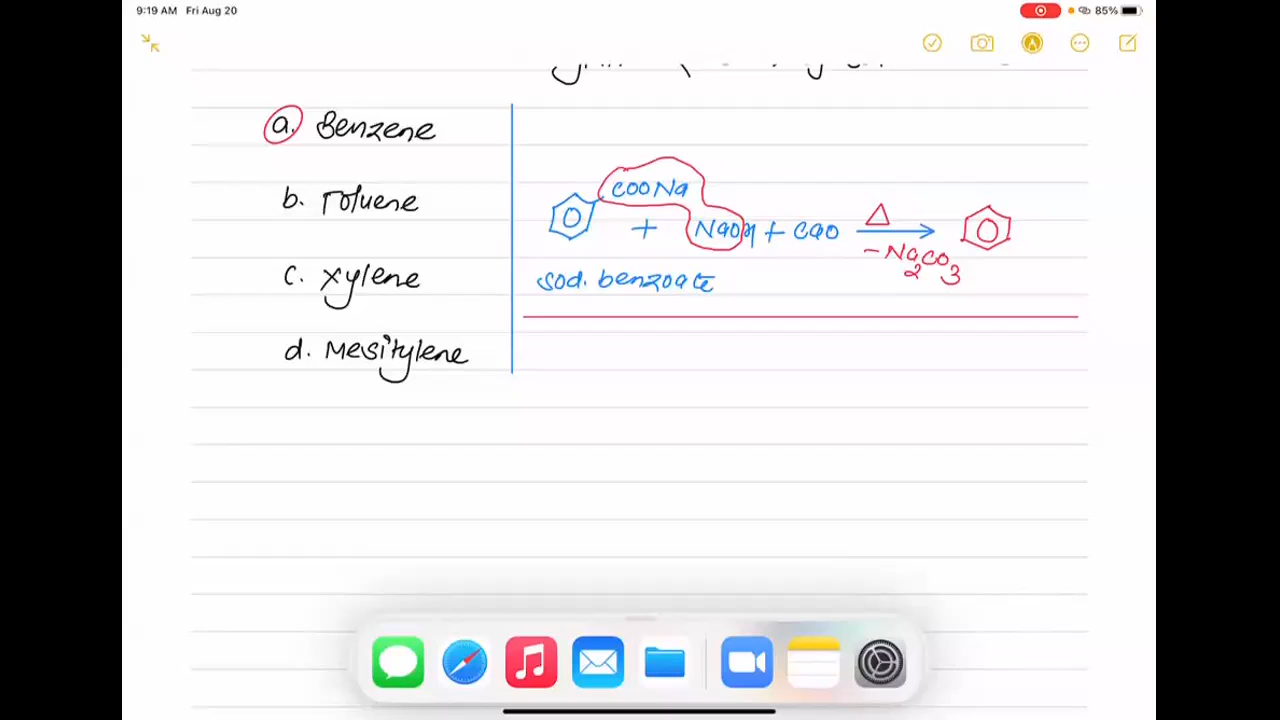 9:19 AM Fri Aug 20
85%
a. Benzene
b. Toluene
c. xylene
d. Mesitylene
COONa
+ NaOH + CaO △ → 
- Na2CO3
sod. benzoate